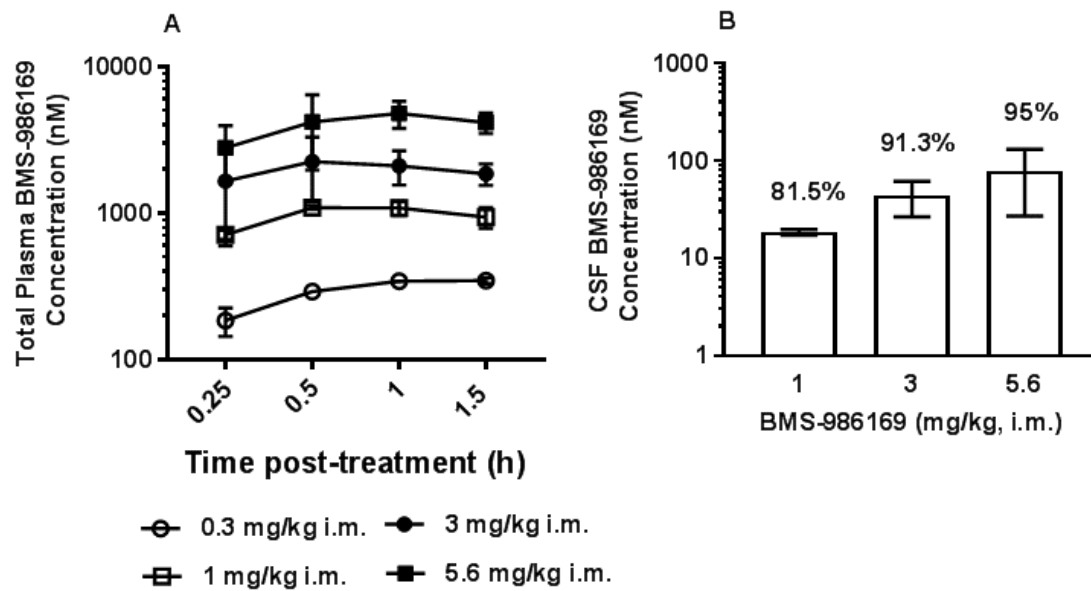 A
Total Plasma BMS-986169
Concentration (nM)
10000
1000
100
0.25
0.5
1
1.5
Time post-treatment (h)
0.3 mg/kg i.m.
3 mg/kg i.m.
1 mg/kg i.m.
5.6 mg/kg i.m.
B
CSF BMS-986169
Concentration (nM)
1000
100
10
1
81.5%
91.3%
95%
1
3
5.6
BMS-986169 (mg/kg, i.m.)